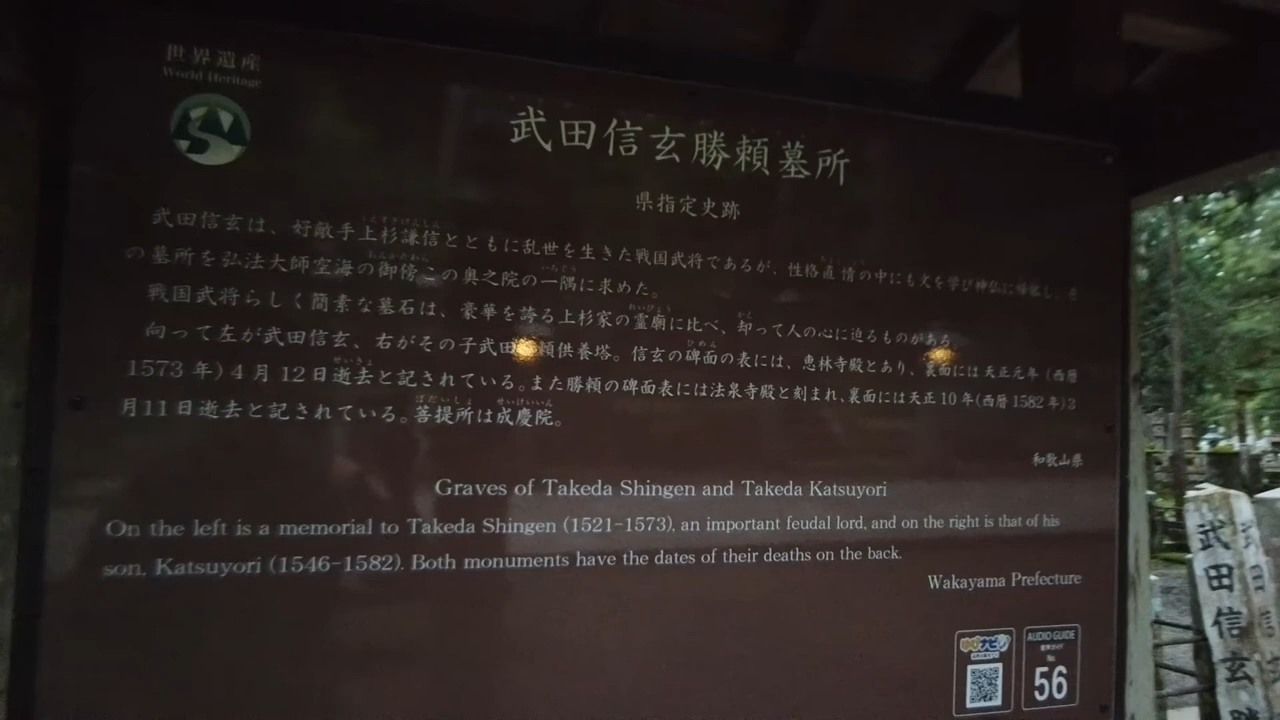 世界遺産
World Heritage
武田信玄勝頼墓所
県指定史跡
武田信玄は、好敵手上杉謙信とともに乱世を生きた戦国武将であるが、性格直情の中にも文を学び神仏に帰依し、
の墓所を弘法大師空海の御傍この奥之院の一隅に求めた。
戦国武将らしく簡素な墓石は、豪華を誇る上杉家の霊廟に比べ、却って人の心に迫るものがある。
向って左が武田信玄、右がその子武田頼供養塔。信玄の碑面の表には、恵林寺殿とあり、裏面には天正元年(西暦
1573年)4月12日逝去と記されている。また勝頼の碑面表には法泉寺殿と刻まれ、裏面には天正10年(西暦1582年)3
月11日逝去と記されている。菩提所は成慶院。
和歌山県
Graves of Takeda Shingen and Takeda Katsuyori
On the left is a memorial to Takeda Shingen (1521-1573), an important feudal lord, and on the right is that of his
son, Katsuyori (1546-1582). Both monuments have the dates of their deaths on the back.
Wakayama Prefecture
AUDIO GUIDE
音声ガイド
No.
56
武田信玄